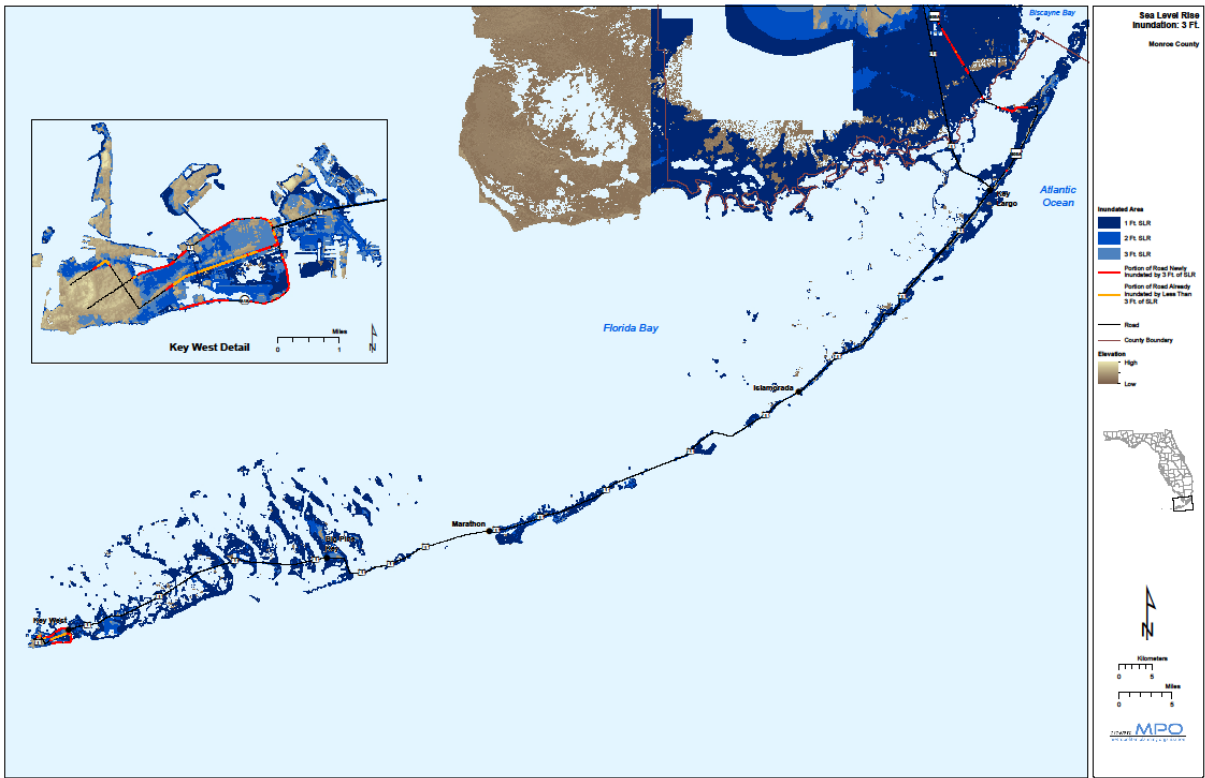 Biscayne Bay
Sea Level Rise
Inundation: 3 Ft.
Monroe County
Key
Largo
Atlantic
Ocean
Florida Bay
Islamorada
Marathon
Key West
Key West Detail
Miles
0 1
N
Inundated Area
1 Ft. SLR
2 Ft. SLR
3 Ft. SLR
Portion of Road Newly
Inundated by 3 Ft. of SLR
Portion of Road Already
Inundated by Less Than
3 Ft. of SLR
Road
County Boundary
Elevation
High
Low
N
Kilometers
0 5
Miles
0 5
MPO